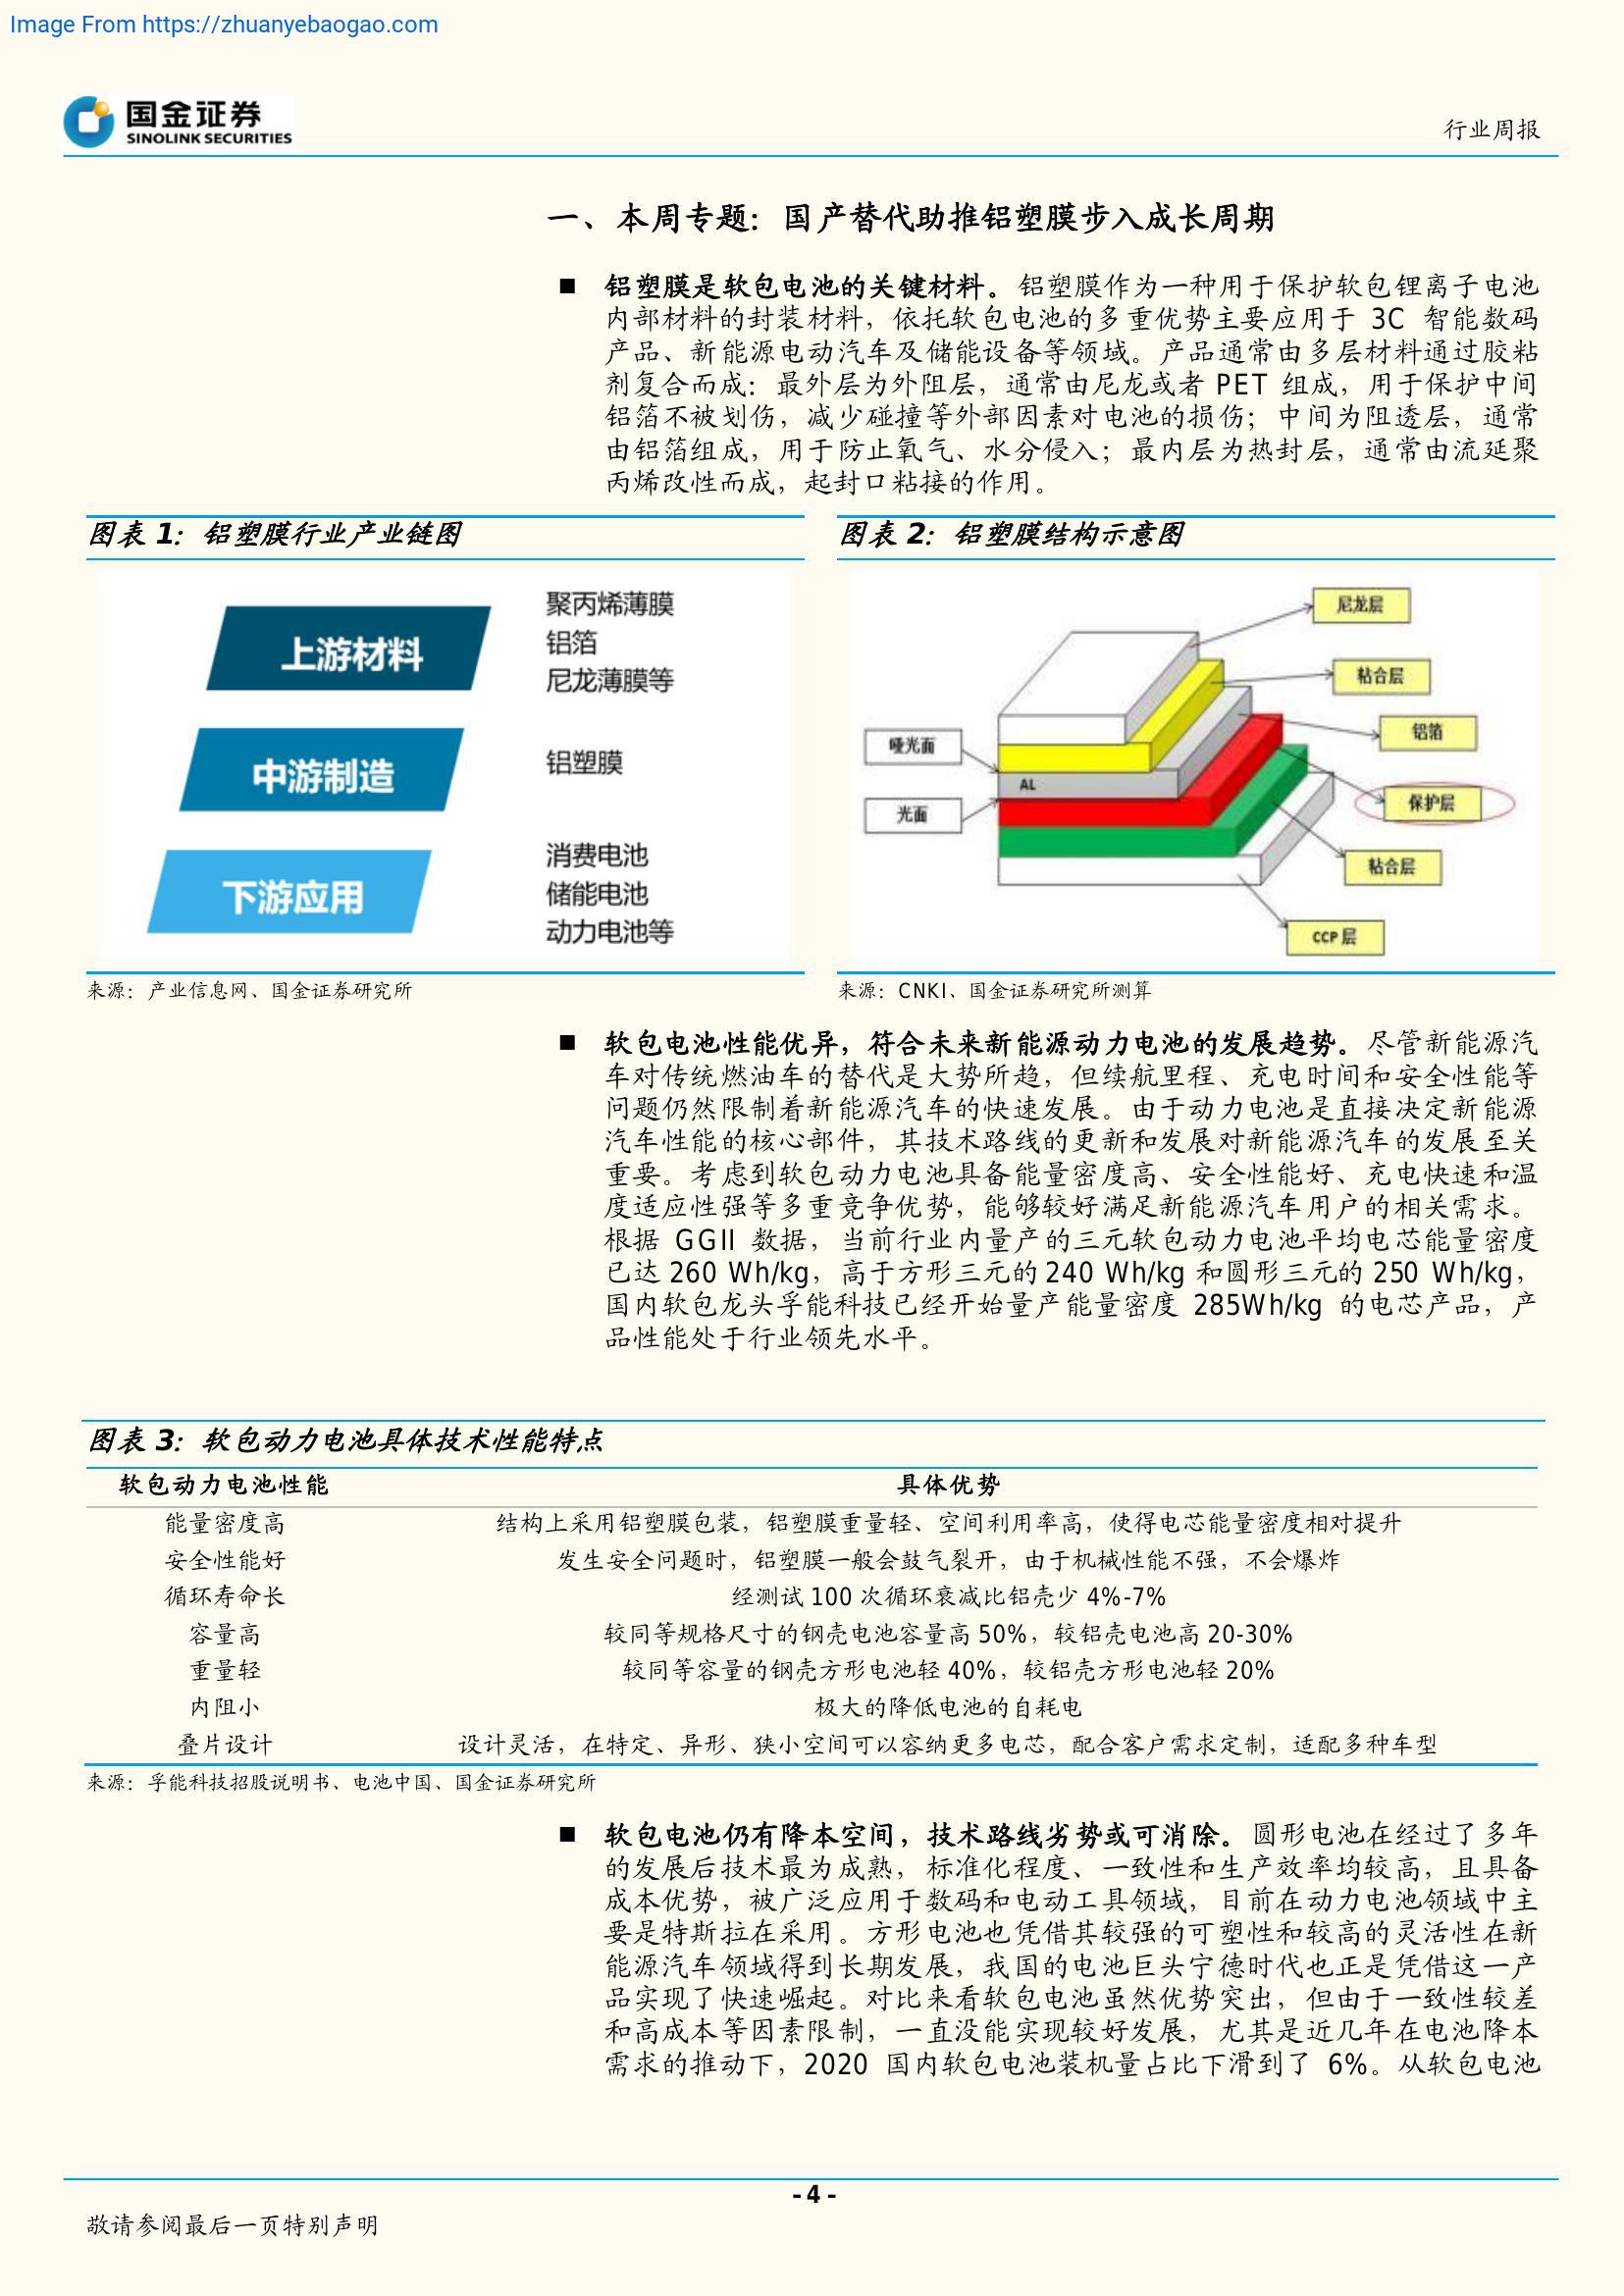 Image From https://zhuanyebaogao.com
国金证券
SINOLINK SECURITIES
行业周报
一、本周专题：国产替代助推铝塑膜步入成长周期
■ 铝塑膜是软包电池的关键材料。铝塑膜作为一种用于保护软包锂离子电池
内部材料的封装材料，依托软包电池的多重优势主要应用于 3C 智能数码
产品、新能源电动汽车及储能设备等领域。产品通常由多层材料通过胶粘
剂复合而成：最外层为外阻层，通常由尼龙或者 PET 组成，用于保护中间
铝箔不被划伤，减少碰撞等外部因素对电池的损伤；中间为阻透层，通常
由铝箔组成，用于防止氧气、水分侵入；最内层为热封层，通常由流延聚
丙烯改性而成，起封口粘接的作用。
图表 1：铝塑膜行业产业链图
上游材料
聚丙烯薄膜
铝箔
尼龙薄膜等
中游制造
铝塑膜
下游应用
消费电池
储能电池
动力电池等
来源：产业信息网、国金证券研究所
图表 2：铝塑膜结构示意图
尼龙层
粘合层
铝箔
哑光面
AL
保护层
光面
粘合层
CCP 层
来源：CNKI、国金证券研究所测算
■ 软包电池性能优异，符合未来新能源动力电池的发展趋势。尽管新能源汽
车对传统燃油车的替代是大势所趋，但续航里程、充电时间和安全性能等
问题仍然限制着新能源汽车的快速发展。由于动力电池是直接决定新能源
汽车性能的核心部件，其技术路线的更新和发展对新能源汽车的发展至关
重要。考虑到软包动力电池具备能量密度高、安全性能好、充电快速和温
度适应性强等多重竞争优势，能够较好满足新能源汽车用户的相关需求。
根据 GGII 数据，当前行业内量产的三元软包动力电池平均电芯能量密度
已达 260 Wh/kg，高于方形三元的 240 Wh/kg 和圆形三元的 250 Wh/kg，
国内软包龙头孚能科技已经开始量产能量密度 285Wh/kg 的电芯产品，产
品性能处于行业领先水平。
图表 3：软包动力电池具体技术性能特点
软包动力电池性能 具体优势
能量密度高 结构上采用铝塑膜包装，铝塑膜重量轻、空间利用率高，使得电芯能量密度相对提升
安全性能好 发生安全问题时，铝塑膜一般会鼓气裂开，由于机械性能不强，不会爆炸
循环寿命长 经测试 100 次循环衰减比铝壳少 4%-7%
容量高 较同等规格尺寸的钢壳电池容量高 50%，较铝壳电池高 20-30%
重量轻 较同等容量的钢壳方形电池轻 40%，较铝壳方形电池轻 20%
内阻小 极大的降低电池的自耗电
叠片设计 设计灵活，在特定、异形、狭小空间可以容纳更多电芯，配合客户需求定制，适配多种车型
来源：孚能科技招股说明书、电池中国、国金证券研究所
■ 软包电池仍有降本空间，技术路线劣势或可消除。圆形电池在经过了多年
的发展后技术最为成熟，标准化程度、一致性和生产效率均较高，且具备
成本优势，被广泛应用于数码和电动工具领域，目前在动力电池领域中主
要是特斯拉在采用。方形电池也凭借其较强的可塑性和较高的灵活性在新
能源汽车领域得到长期发展，我国的电池巨头宁德时代也正是凭借这一产
品实现了快速崛起。对比来看软包电池虽然优势突出，但由于一致性较差
和高成本等因素限制，一直没能实现较好发展，尤其是近几年在电池降本
需求的推动下，2020 国内软包电池装机量占比下滑到了 6%。从软包电池
- 4 -
敬请参阅最后一页特别声明